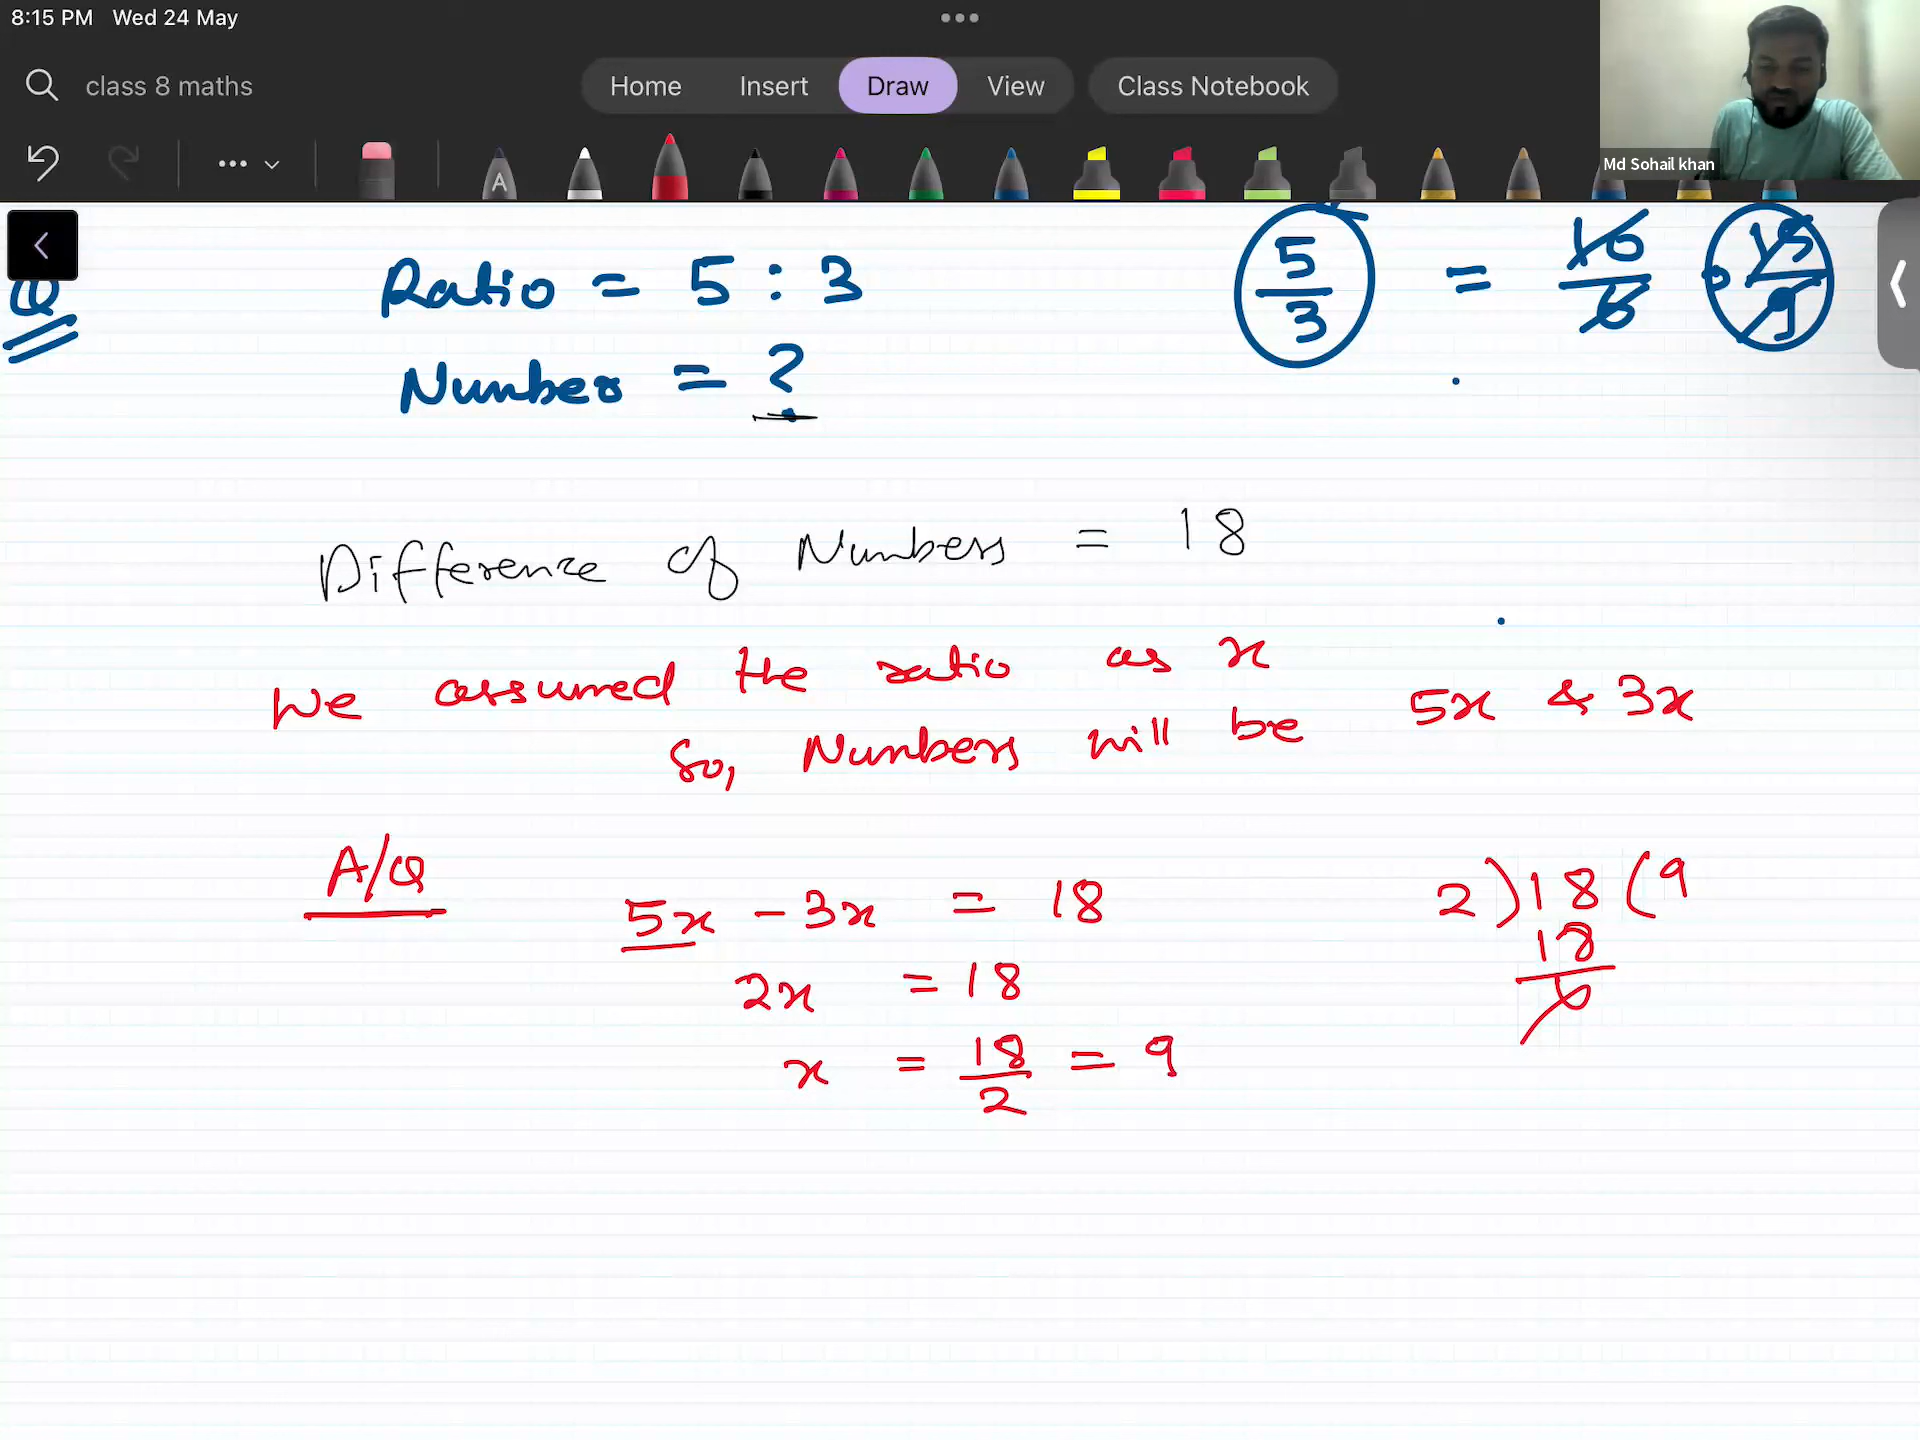 8:15 PM Wed 24 May
class 8 maths
Home Insert Draw View Class Notebook
A
Md Sohail khan
Q
Ratio = 5 : 3
5/3 = 10/6 = 15/9
Number = ?
Difference of Numbers = 18
We assumed the ratio as x
So, Numbers will be 5x & 3x
A/Q
5x - 3x = 18
2x = 18
x = 18/2 = 9
2)18(9
18
0